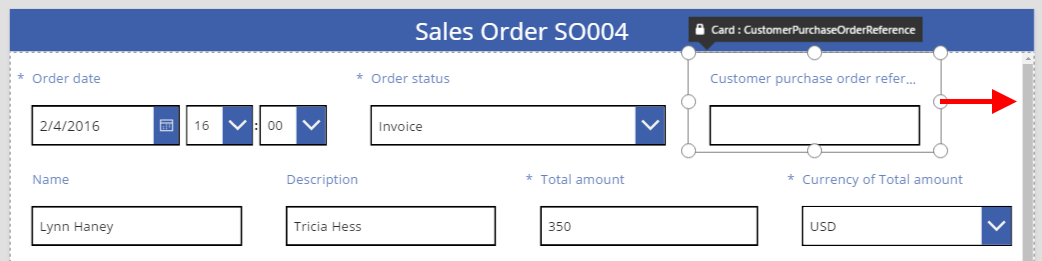 Sales Order SO004
Card : CustomerPurchaseOrderReference
* Order date
* Order status
Customer purchase order refer...
2/4/2016
16 : 00
Invoice
Name
Description
* Total amount
* Currency of Total amount
Lynn Haney
Tricia Hess
350
USD